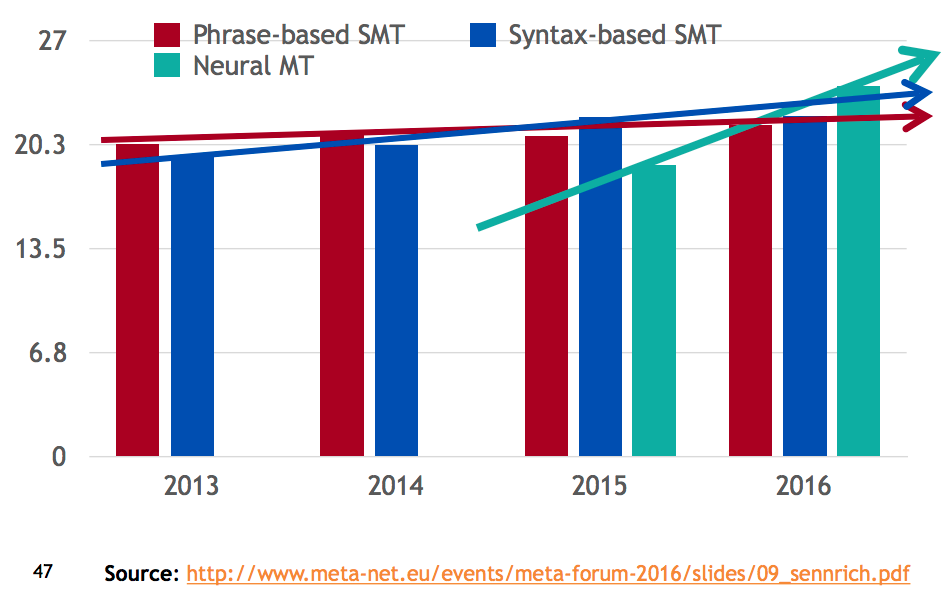 27
Phrase-based SMT
Syntax-based SMT
Neural MT
20.3
13.5
6.8
0
2013 2014 2015 2016
47 Source: http://www.meta-net.eu/events/meta-forum-2016/slides/09_sennrich.pdf